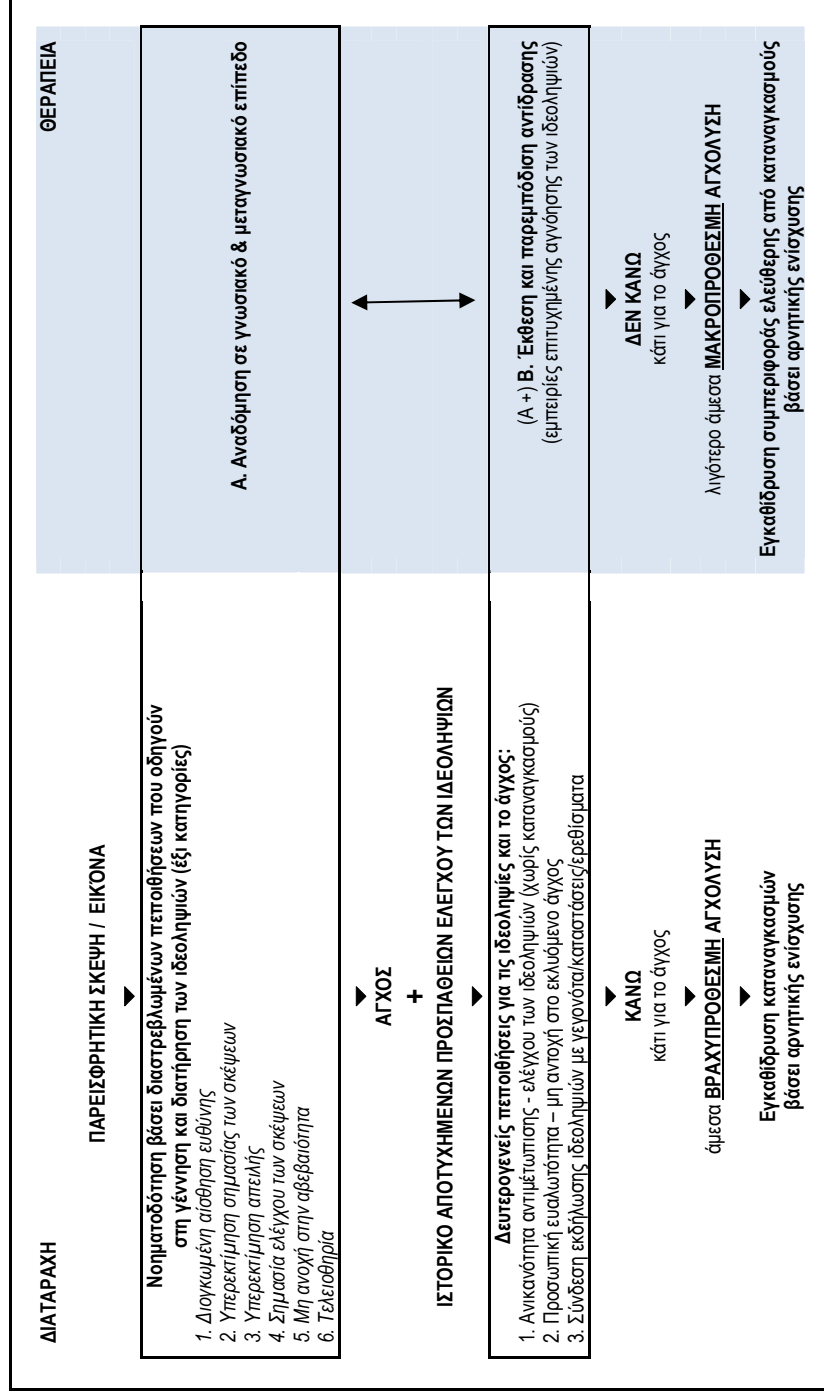 ΔΙΑΤΑΡΑΧΗ
ΠΑΡΕΙΣΦΡΗΤΙΚΗ ΣΚΕΨΗ / ΕΙΚΌΝΑ
Νοηματοδότηση βάσει διαστρεβλωμένων πεποιθήσεων που οδηγούν
στη γέννηση και διατήρηση των ιδεοληψιών (έξι κατηγορίες)
1. Διογκωμένη αίσθηση ευθύνης
2. Υπερεκτίμηση σημασίας των σκέψεων
3. Υπερεκτίμηση απειλής
4. Σημασία ελέγχου των σκέψεων
5. Μη ανοχή στην αβεβαιότητα
6. Τελειοθηρία
ΑΓΧΟΣ
+
ΙΣΤΟΡΙΚΟ ΑΠΟΤΥΧΗΜΕΝΩΝ ΠΡΟΣΠΑΘΕΙΩΝ ΕΛΕΓΧΟΥ ΤΩΝ ΙΔΕΟΛΗΨΙΩΝ
Δευτερογενείς πεποιθήσεις για τις ιδεοληψίες και το άγχος:
1. Ανικανότητα αντιμέτωπισης - ελέγχου των ιδεοληψιών (χωρίς καταναγκασμούς)
2. Προσωπική ευαλωτότητα – μη αντοχή στο εκλυόμενο άγχος
3. Σύνδεση εκδήλωσης ιδεοληψιών με γεγονότα/καταστάσεις/ερεθίσματα
ΚΑΝΩ
κάτι για το άγχος
άμεσα ΒΡΑΧΥΠΡΟΘΕΣΜΗ ΑΓΧΟΛΥΣΗ
Εγκαθίδρυση καταναγκασμών
βάσει αρνητικής ενίσχυσης
ΘΕΡΑΠΕΙΑ
Α. Αναδόμηση σε γνωσιακό & μεταγνωσιακό επίπεδο
(Α +) Β. Έκθεση και παρεμπόδιση αντίδρασης
(εμπειρίες επιτυχημένης αγνόησης των ιδεοληψιών)
ΔΕΝ ΚΑΝΩ
κάτι για το άγχος
λιγότερο άμεσα ΜΑΚΡΟΠΡΟΘΕΣΜΗ ΑΓΧΟΛΥΣΗ
Εγκαθίδρυση συμπεριφοράς ελεύθερης από καταναγκασμούς
βάσει αρνητικής ενίσχυσης